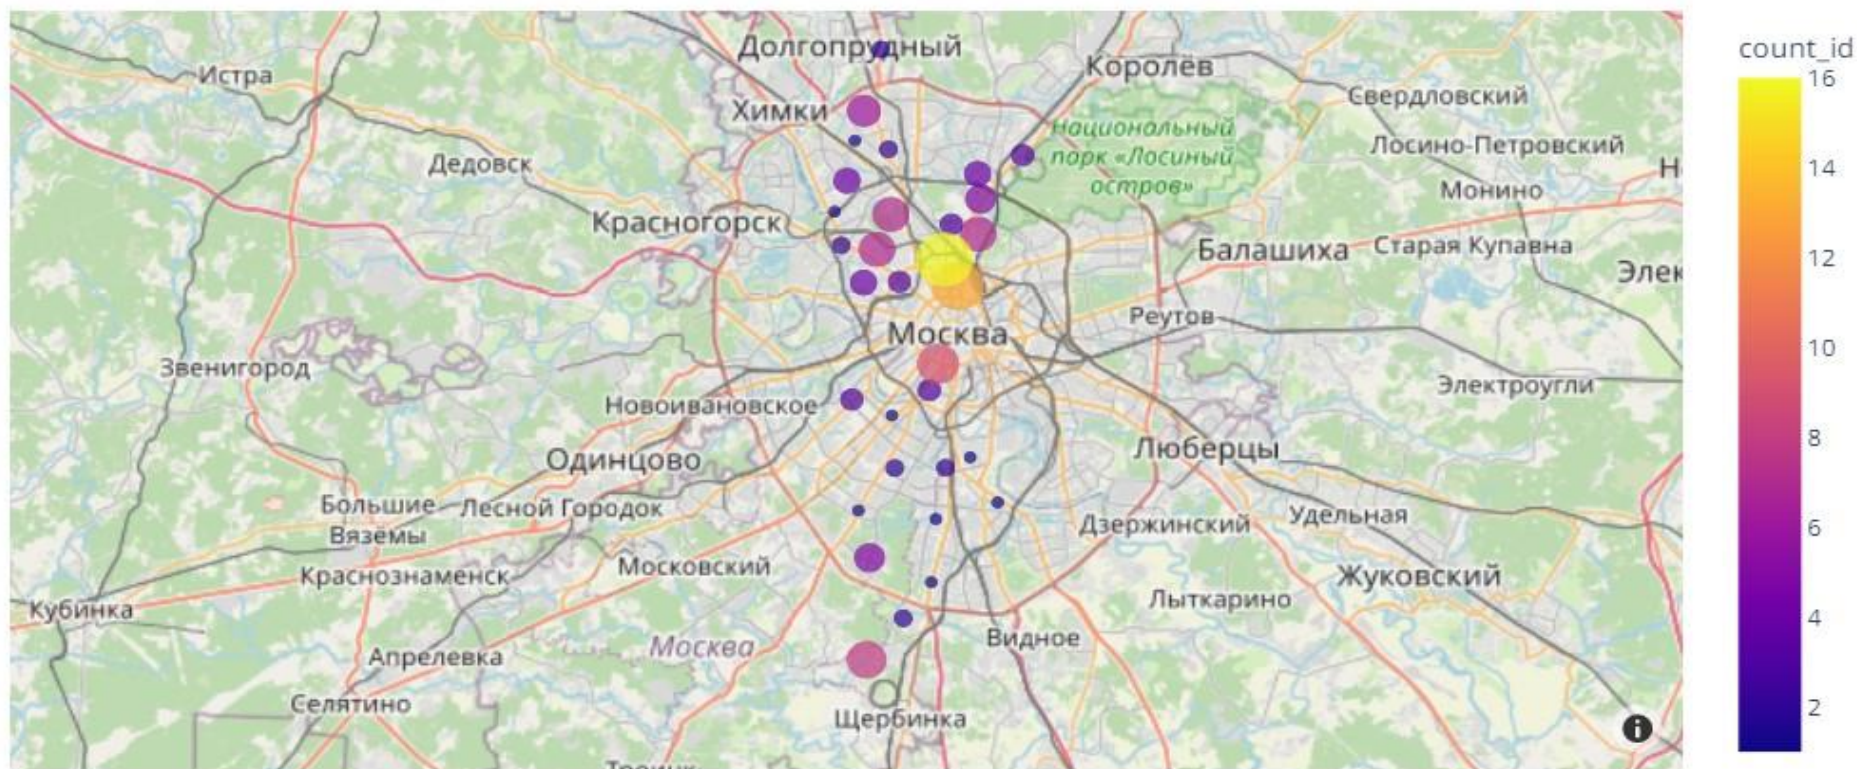 Долгопрудный
count_id
Королёв
Истра
16
Свердловский
Химки
Национальный
парк «Лосиный
остров»
Лосино-Петровский
Дедовск
14
Н
Монино
Красногорск
Балашиха
Старая Купавна
12
Элек
Реутов
Москва
10
Звенигород
Электроугли
Новоивановское
8
Люберцы
Одинцово
Большие
Вязёмы
Лесной Городок
Удельная
Дзержинский
6
Московский
Краснознаменск
Жуковский
Кубинка
Лыткарино
4
Видное
Москва
Апрелевка
Селятино
2
Щербинка
i